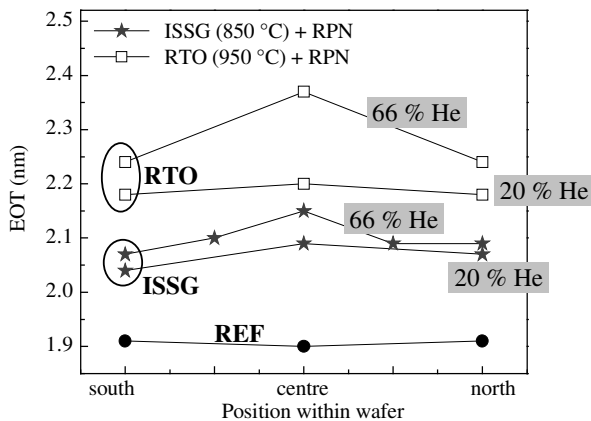 2.5
2.4
2.3
2.2
2.1
2.0
1.9
EOT (nm)
ISSG (850 °C) + RPN
RTO (950 °C) + RPN
66 % He
RTO
20 % He
66 % He
ISSG
20 % He
REF
south
centre
north
Position within wafer